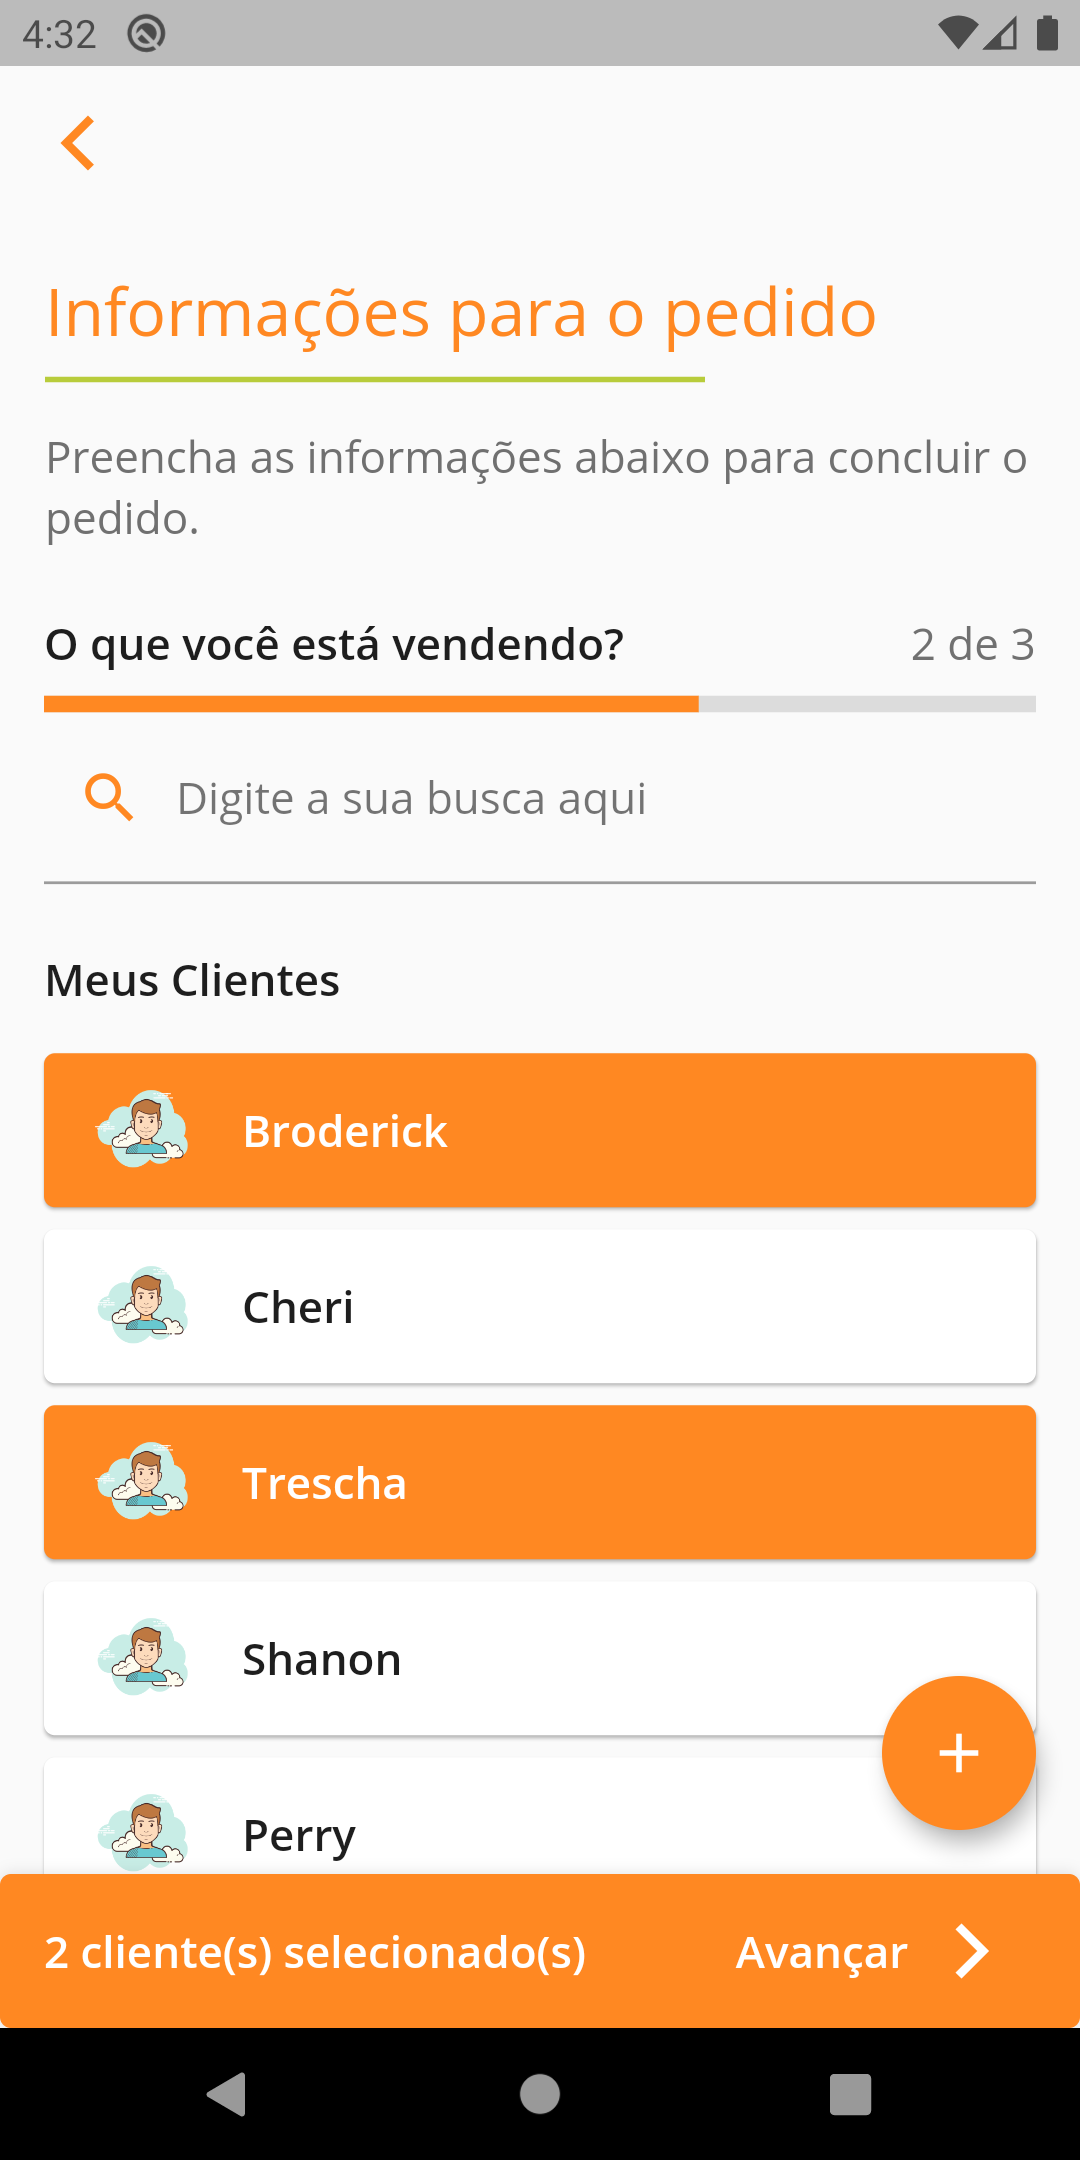 4:32
Informações para o pedido
Preencha as informações abaixo para concluir o
pedido.
O que você está vendendo? 2 de 3
Digite a sua busca aqui
Meus Clientes
Broderick
Cheri
Trescha
Shanon
Perry
2 cliente(s) selecionado(s) Avançar